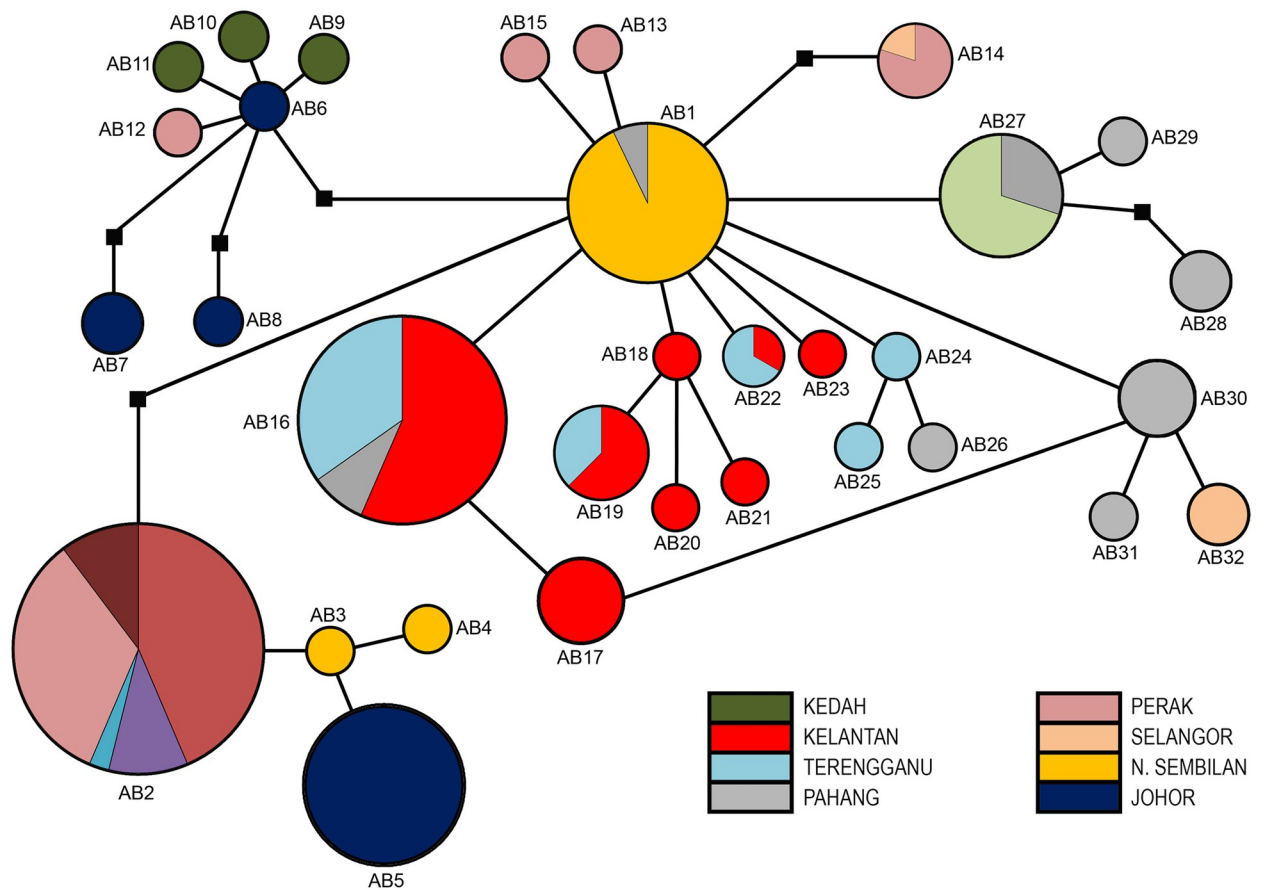 AB10
AB9
AB15
AB13
AB11
AB14
AB6
AB1
AB12
AB27
AB29
AB28
AB7
AB8
AB18
AB24
AB22
AB23
AB30
AB16
AB26
AB25
AB19
AB20
AB21
AB31
AB32
AB3
AB4
AB17
AB2
AB5
KEDAH
KELANTAN
TERENGGANU
PAHANG
PERAK
SELANGOR
N. SEMBILAN
JOHOR